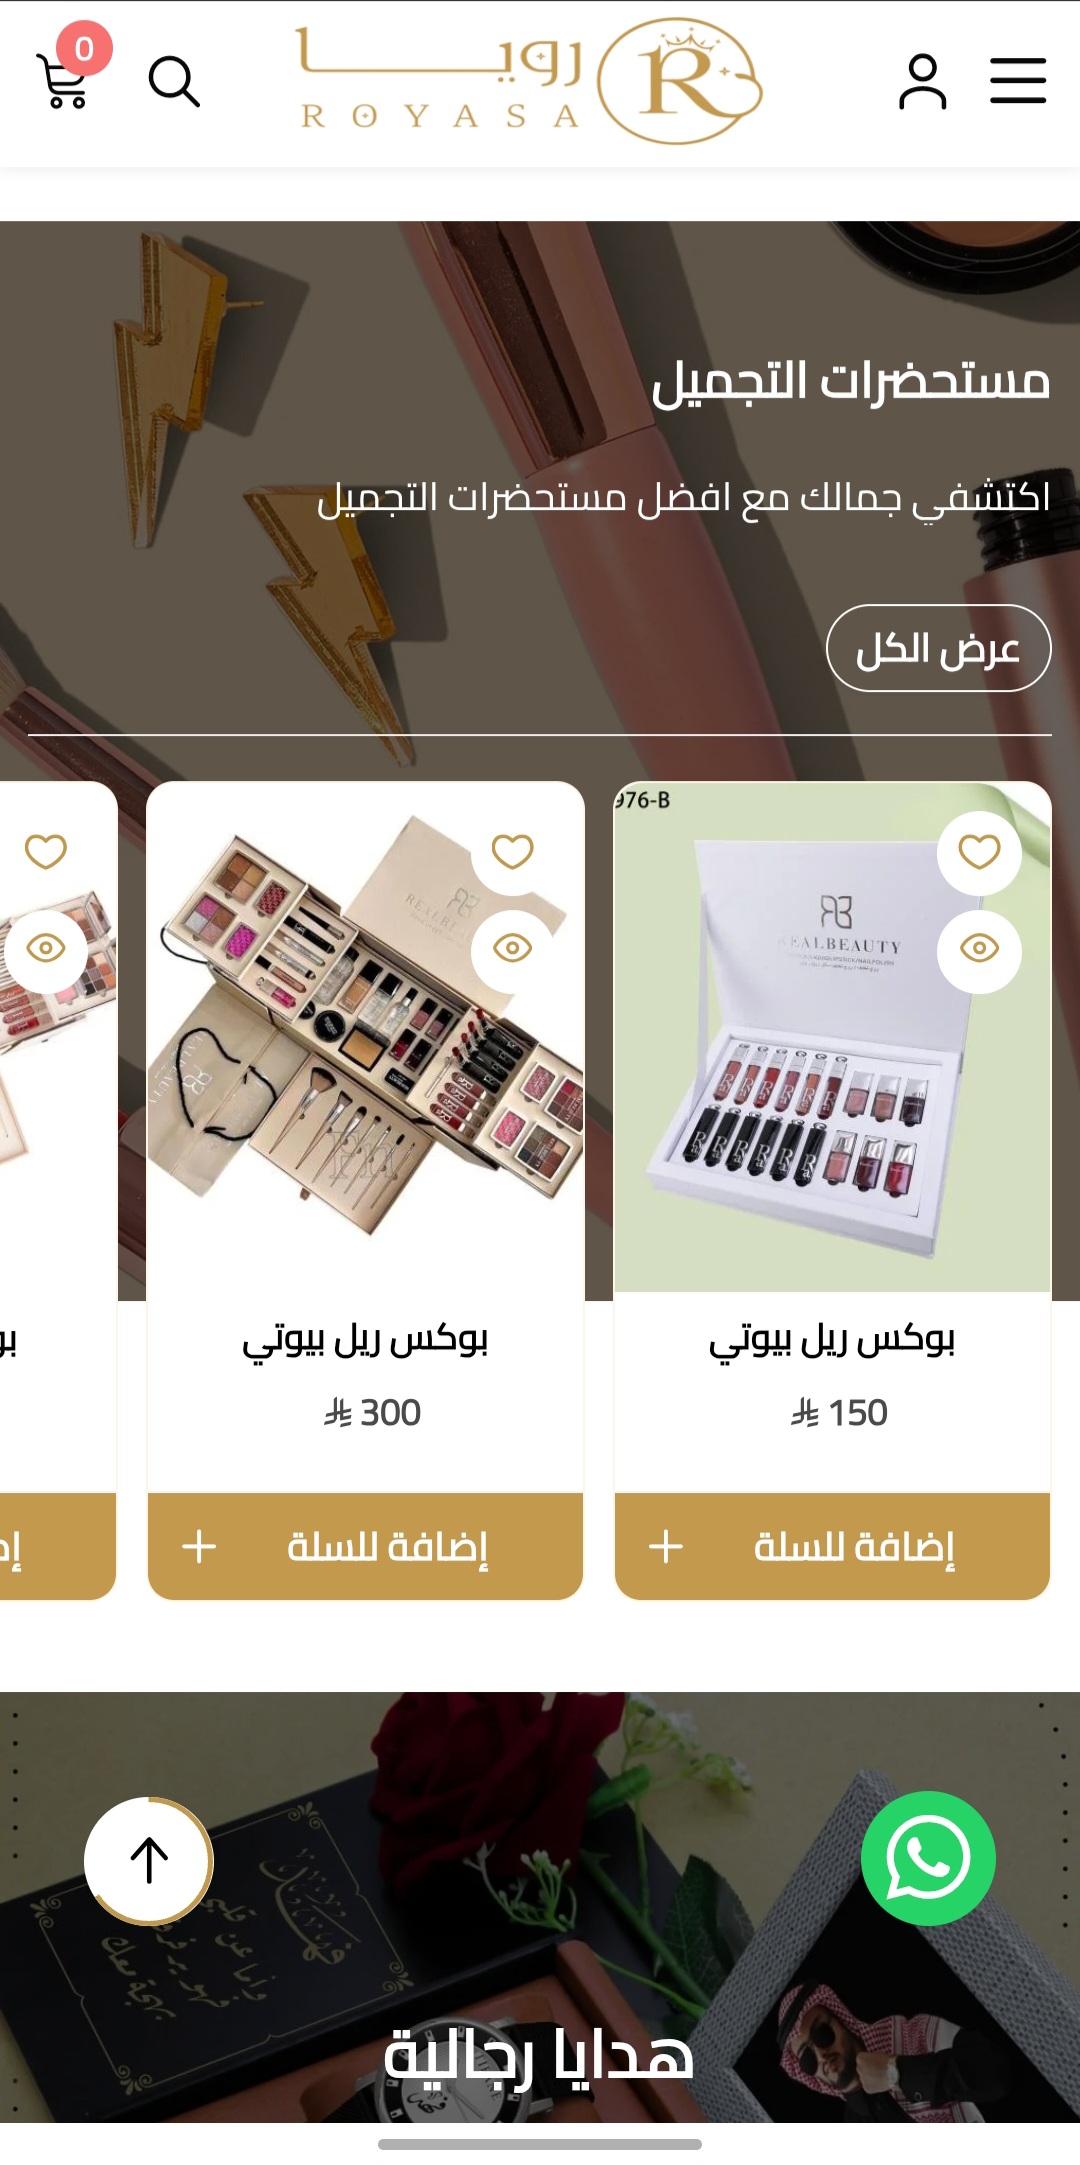 0
رويسا
ROYASA
مستحضرات التجميل
اكتشفي جمالك مع افضل مستحضرات التجميل
عرض الكل
976-B
REALBEAUTY
بوكس ريل بيوتي
150
إضافة للسلة
بوكس ريل بيوتي
300
إضافة للسلة
هدايا رجالية